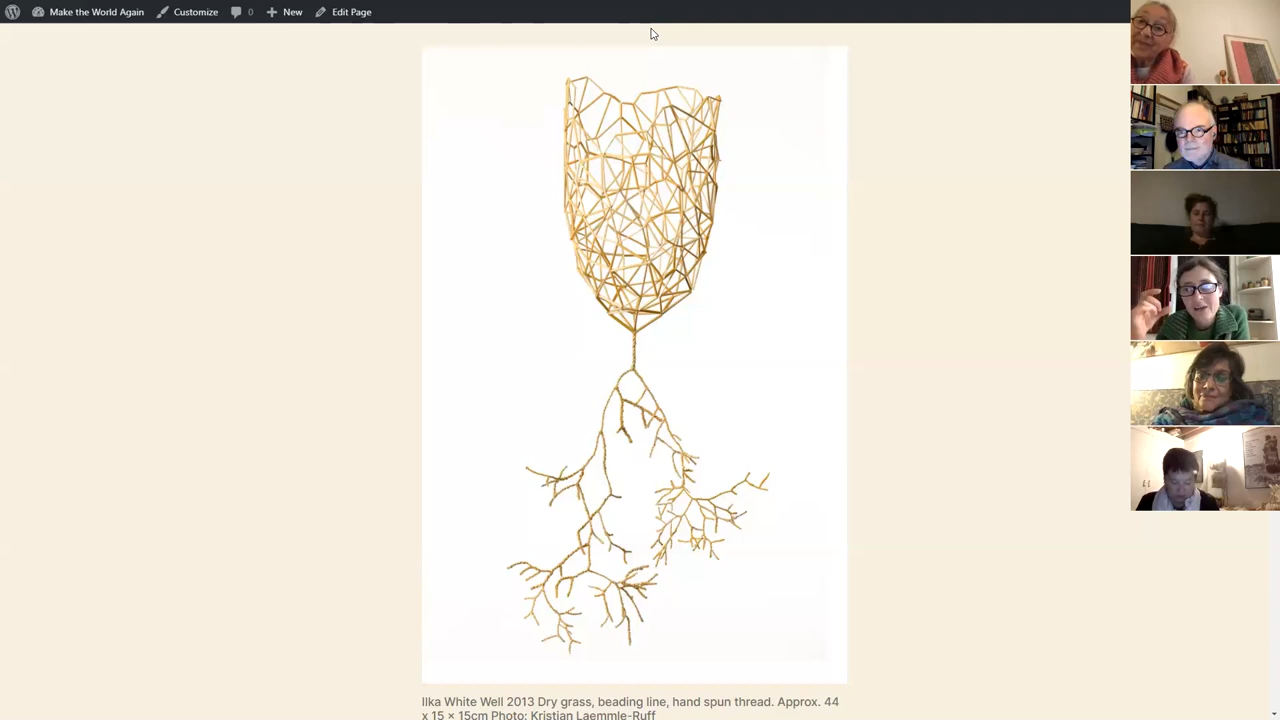 Make the World Again
Customize
0
New
Edit Page
Ilka White Well 2013 Dry grass, beading line, hand spun thread. Approx. 44
x 15 x 15cm Photo: Kristian Laemmle-Ruff